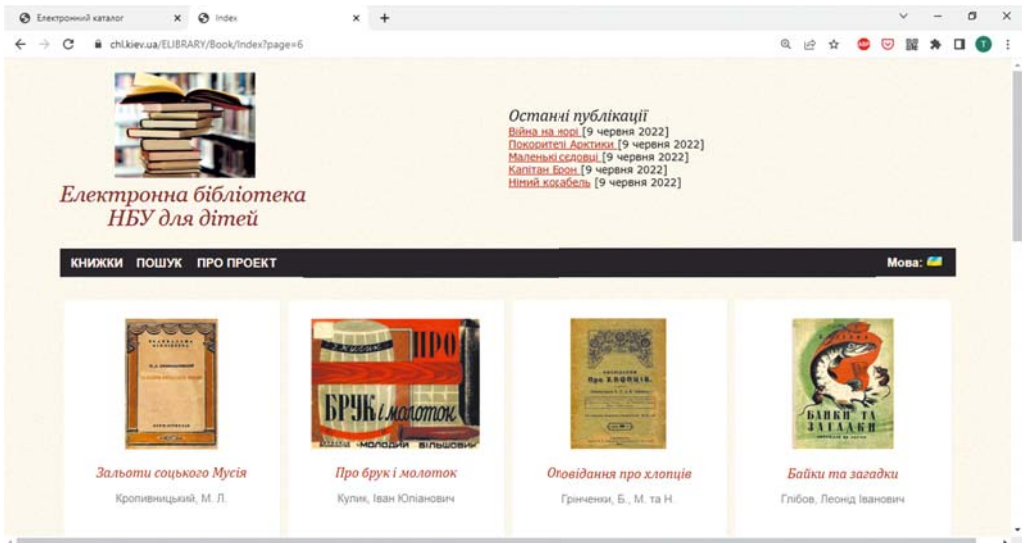 Електронний каталог
Index
chl.kiev.ua/ELIBRARY/Book/Index?page=6
ABP
T
Електронна бібліотека
НБУ для дітей
Останні публікації
Війна на морі [9 червня 2022]
Покорителі Арктики [9 червня 2022]
Маленькі сєдовці [9 червня 2022]
Капітан Брон [9 червня 2022]
Німий корабель [9 червня 2022]
КНИЖКИ ПОШУК ПРО ПРОЕКТ
Мова:
ПРО
БРУК і молоток
МОЛОДИЙ БІЛЬШОВИК
Про ХЛОПЦІВ.
БАЙКИ ТА
ЗАГАДКИ
Зальоти соцького Мусія
Про брук і молоток
Оповідання про хлопців
Байки та загадки
Кропивницький, М. Л.
Кулик, Іван Юліанович
Грінченки, Б., М. та Н.
Глібов, Леонід Іванович